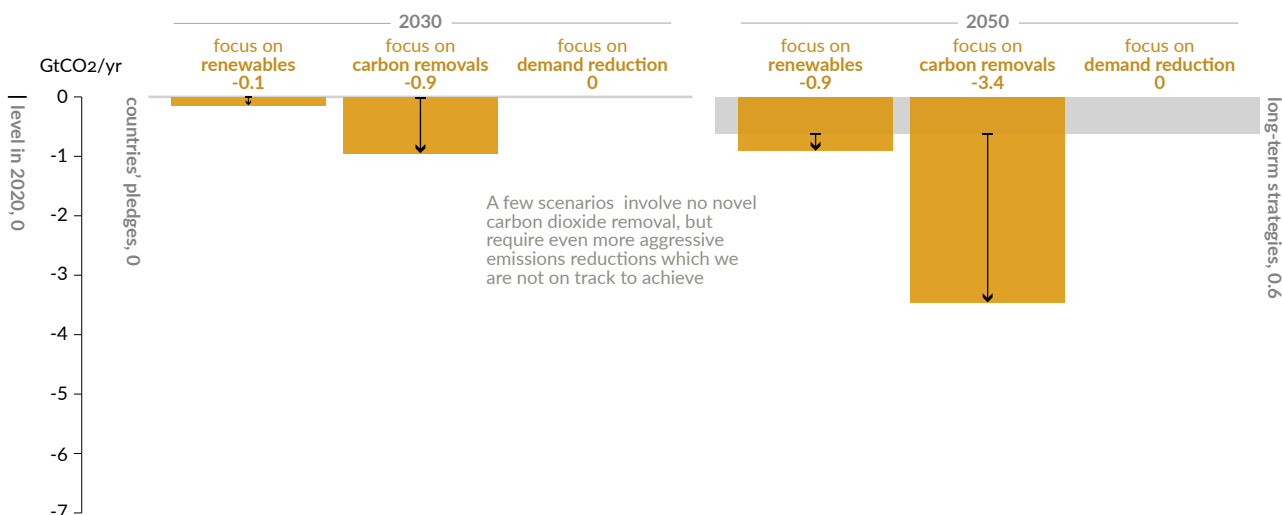 2030
2050
focus on
renewables
-0.1
focus on
carbon removals
-0.9
focus on
demand reduction
0
focus on
renewables
-0.9
focus on
carbon removals
-3.4
focus on
demand reduction
0
GtCO2/yr
0
-1
-2
-3
-4
-5
-6
-7
level in 2020, 0
countries' pledges, 0
A few scenarios involve no novel
carbon dioxide removal, but
require even more aggressive
emissions reductions which we
are not on track to achieve
long-term strategies, 0.6